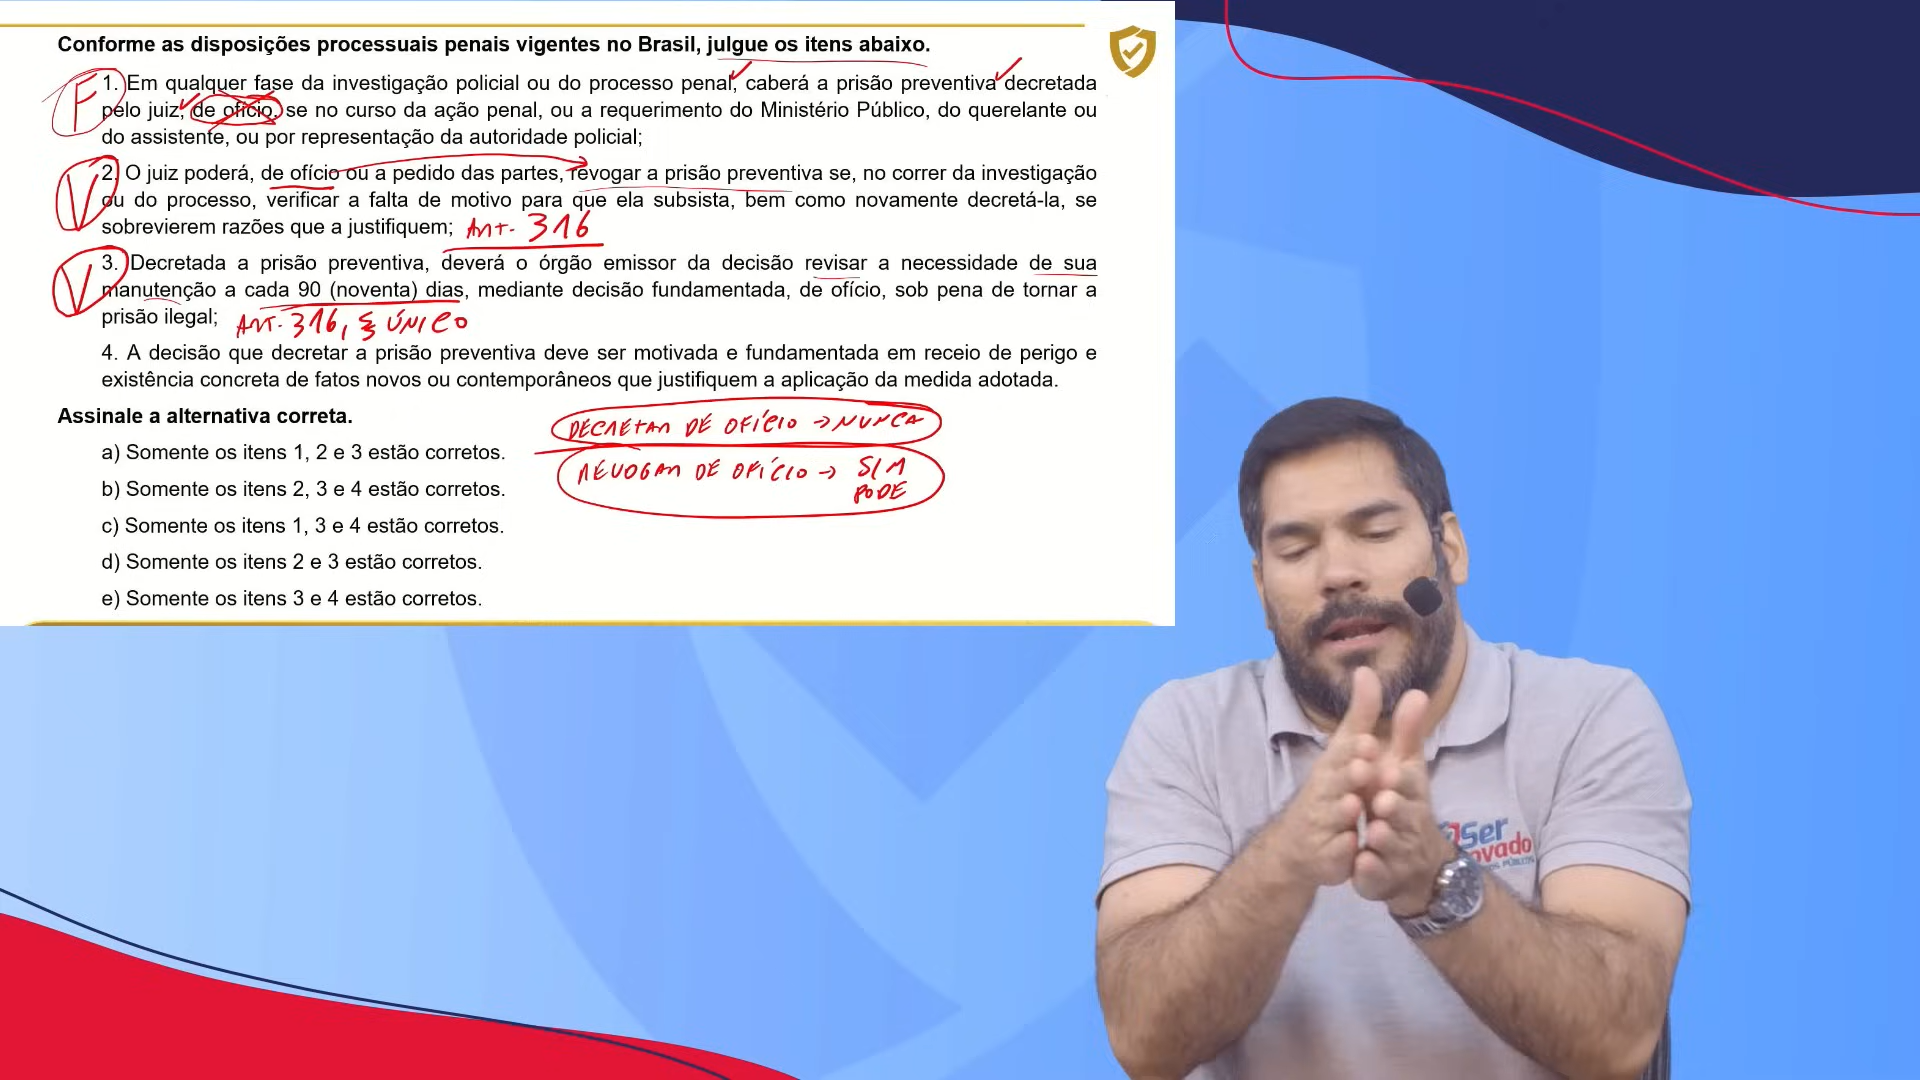 Conforme as disposições processuais penais vigentes no Brasil, julgue os itens abaixo.
F
1. Em qualquer fase da investigação policial ou do processo penal, caberá a prisão preventiva decretada
pelo juiz, de ofício, se no curso da ação penal, ou a requerimento do Ministério Público, do querelante ou
do assistente, ou por representação da autoridade policial;
V
2. O juiz poderá, de ofício ou a pedido das partes, revogar a prisão preventiva se, no correr da investigação
ou do processo, verificar a falta de motivo para que ela subsista, bem como novamente decretá-la, se
sobrevierem razões que a justifiquem; ART. 316
V
3. Decretada a prisão preventiva, deverá o órgão emissor da decisão revisar a necessidade de sua
manutenção a cada 90 (noventa) dias, mediante decisão fundamentada, de ofício, sob pena de tornar a
prisão ilegal; ART. 316, § ÚNICO
4. A decisão que decretar a prisão preventiva deve ser motivada e fundamentada em receio de perigo e
existência concreta de fatos novos ou contemporâneos que justifiquem a aplicação da medida adotada.
Assinale a alternativa correta.
DECRETAR DE OFÍCIO → NUNCA
a) Somente os itens 1, 2 e 3 estão corretos.
REVOGAR DE OFÍCIO → SIM
PODE
b) Somente os itens 2, 3 e 4 estão corretos.
c) Somente os itens 1, 3 e 4 estão corretos.
d) Somente os itens 2 e 3 estão corretos.
e) Somente os itens 3 e 4 estão corretos.
Ser
ovado